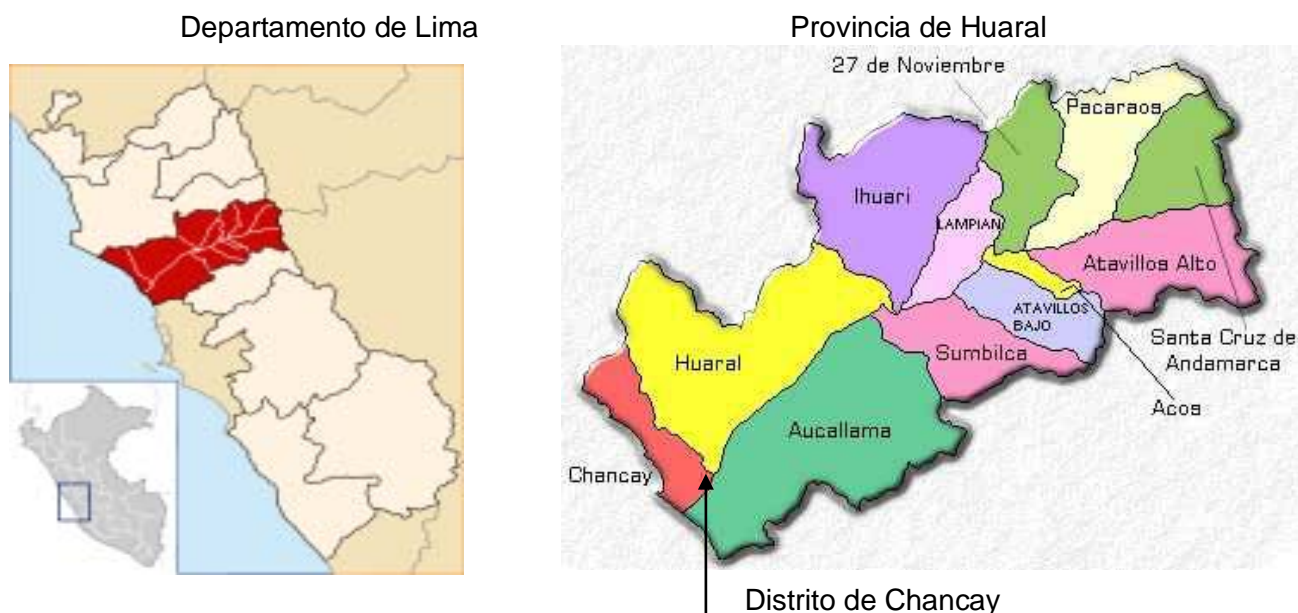 Departamento de Lima
Provincia de Huaral
27 de Noviembre
Pacaraos
Ihuari
LAMPIAN
Atavillos Alto
ATAVILLOS
BAJO
Santa Cruz de
Andamarca
Sumbilca
Huaral
Acos
Aucallama
Chancay
Distrito de Chancay